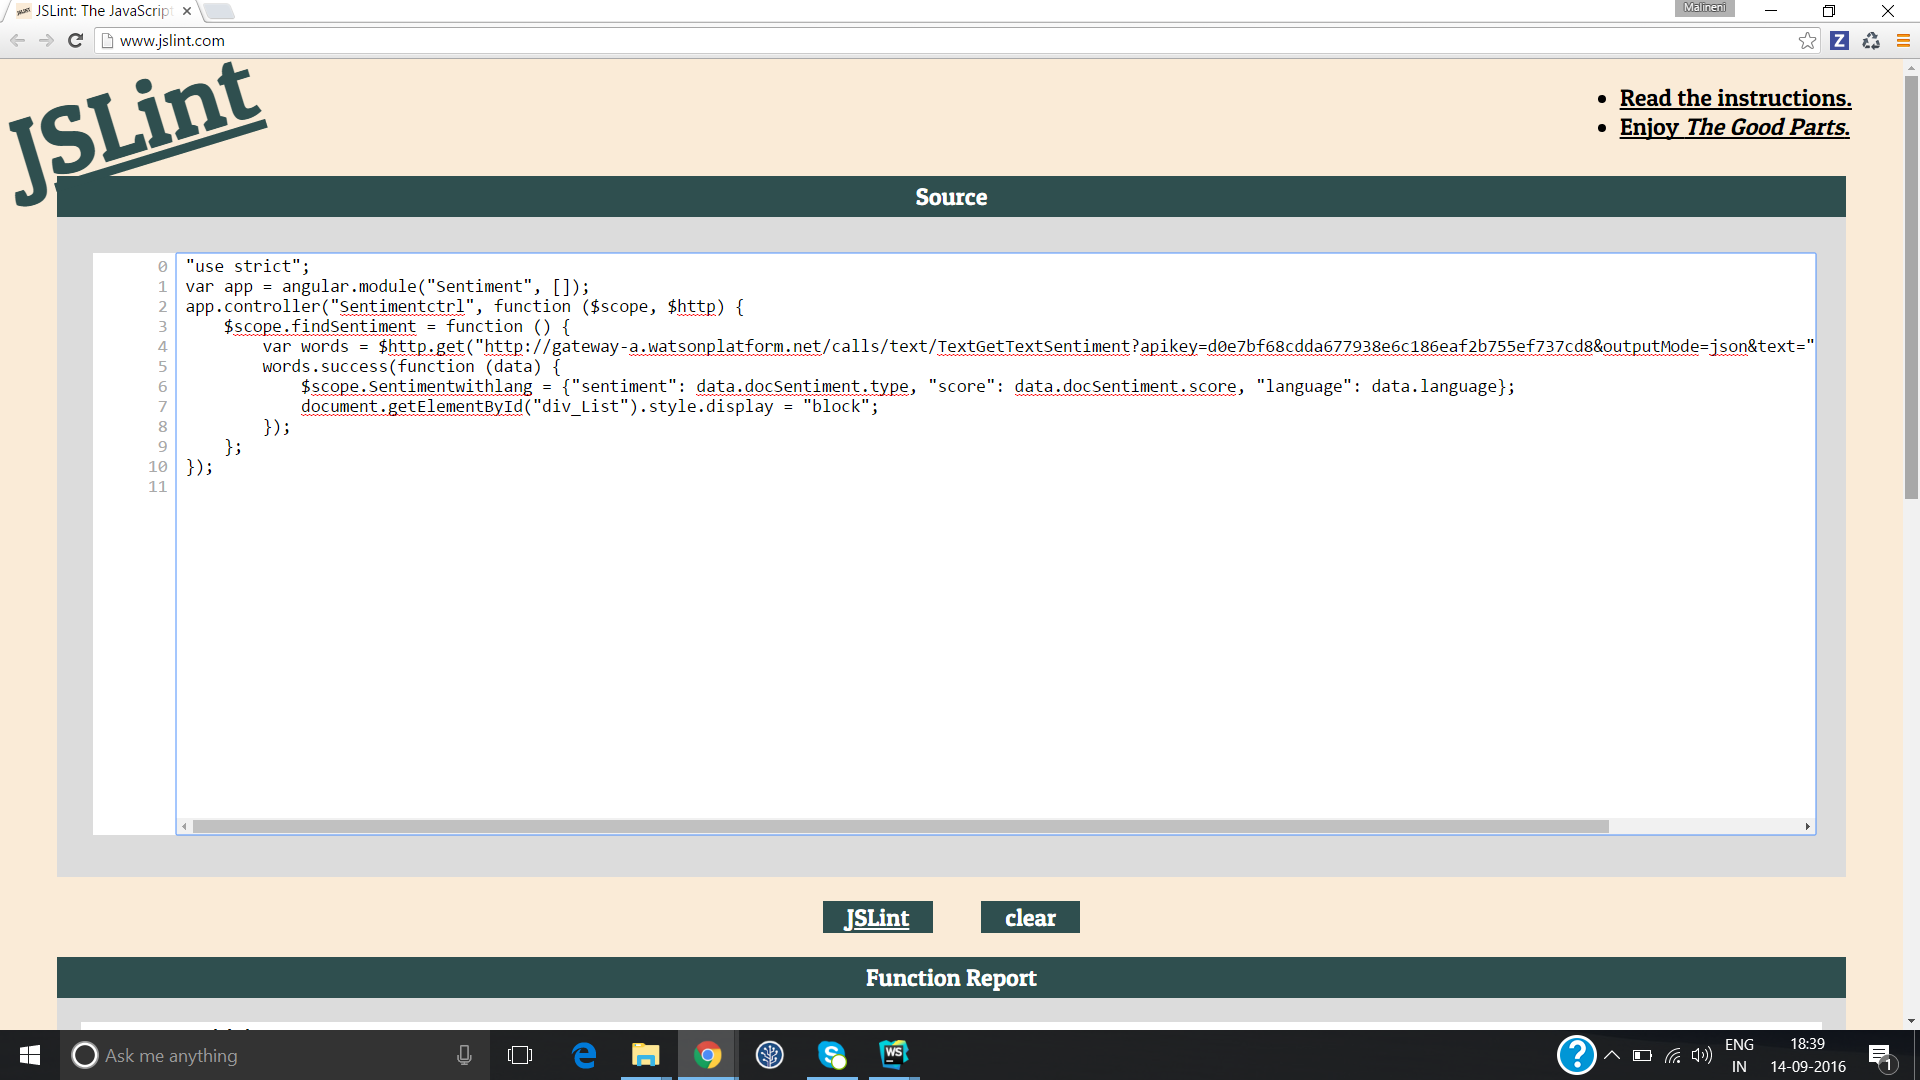 JSLint: The JavaScript
Malineni
www.jslint.com
JSLint
Read the instructions.
Enjoy The Good Parts.
Source
0 "use strict";
1 var app = angular.module("Sentiment", []);
2 app.controller("Sentimentctrl", function ($scope, $http) {
3 $scope.findSentiment = function () {
4 var words = $http.get("http://gateway-a.watsonplatform.net/calls/text/TextGetTextSentiment?apikey=d0e7bf68cdda677938e6c186eaf2b755ef737cd8&outputMode=json&text="
5 words.success(function (data) {
6 $scope.Sentimentwithlang = {"sentiment": data.docSentiment.type, "score": data.docSentiment.score, "language": data.language};
7 document.getElementById("div_List").style.display = "block";
8 });
9 };
10 });
11
JSLint clear
Function Report
Ask me anything
WS
ENG
IN
18:39
14-09-2016
1